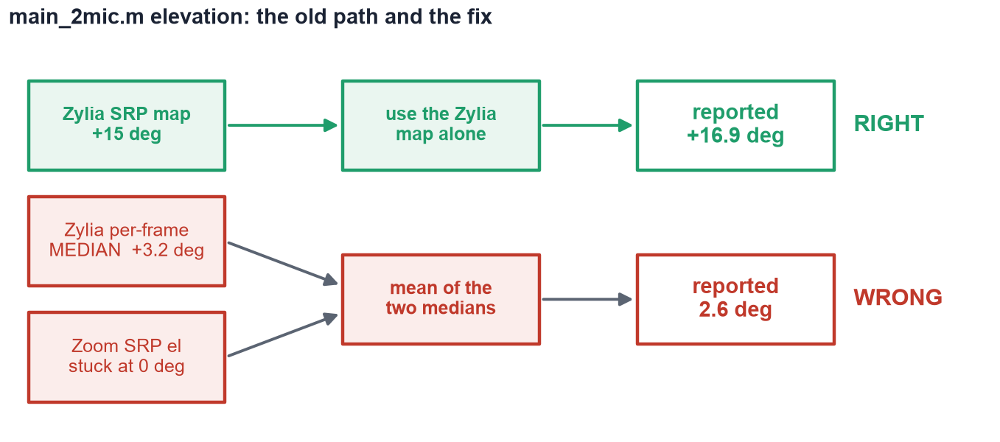 main_2mic.m elevation: the old path and the fix
Zylia SRP map
+15 deg
use the Zylia
map alone
reported
+16.9 deg
RIGHT
Zylia per-frame
MEDIAN  +3.2 deg
Zoom SRP el
stuck at 0 deg
mean of the
two medians
reported
2.6 deg
WRONG